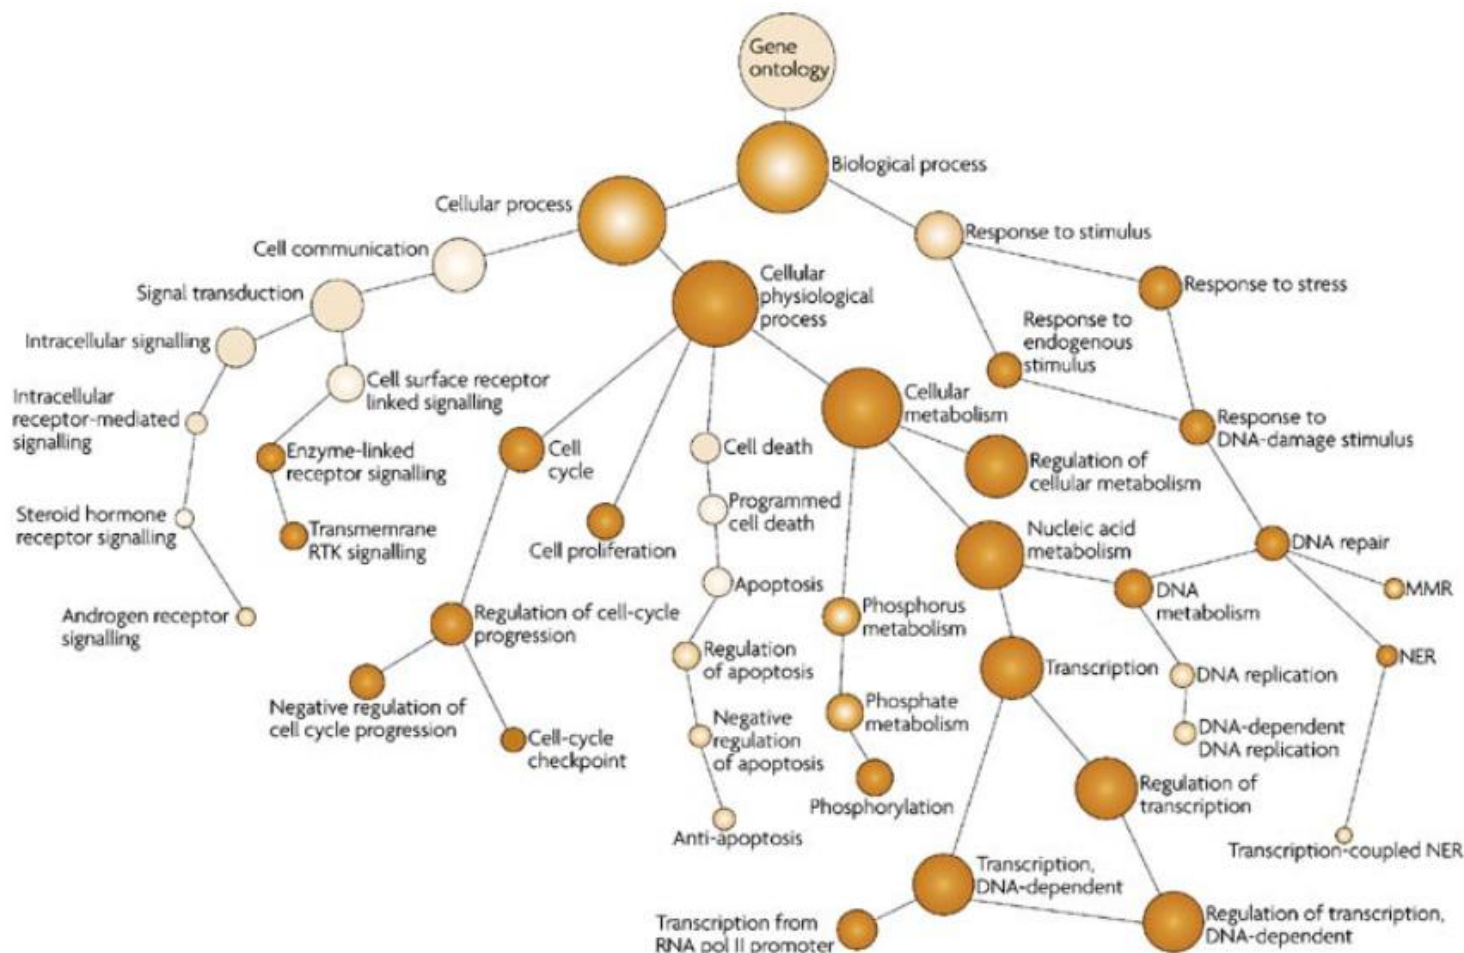 Gene
ontology
Biological process
Cellular process
Response to stimulus
Cell communication
Cellular
physiological
process
Response to stress
Signal transduction
Response to
endogenous
stimulus
Intracellular signalling
Cell surface receptor
linked signalling
Cellular
metabolism
Intracellular
receptor-mediated
signalling
Response to
DNA-damage stimulus
Enzyme-linked
receptor signalling
Cell
cycle
Cell death
Regulation of
cellular metabolism
Steroid hormone
receptor signalling
Transmemrane
RTK signalling
Cell proliferation
Programmed
cell death
Nucleic acid
metabolism
DNA repair
Apoptosis
DNA
metabolism
MMR
Androgen receptor
signalling
Regulation of cell-cycle
progression
Phosphorus
metabolism
Regulation
of apoptosis
Transcription
DNA replication
NER
Negative regulation of
cell cycle progression
Cell-cycle
checkpoint
Negative
regulation
of apoptosis
Phosphate
metabolism
DNA-dependent
DNA replication
Phosphorylation
Regulation of
transcription
Anti-apoptosis
Transcription-coupled NER
Transcription,
DNA-dependent
Transcription from
RNA pol II promoter
Regulation of transcription,
DNA-dependent